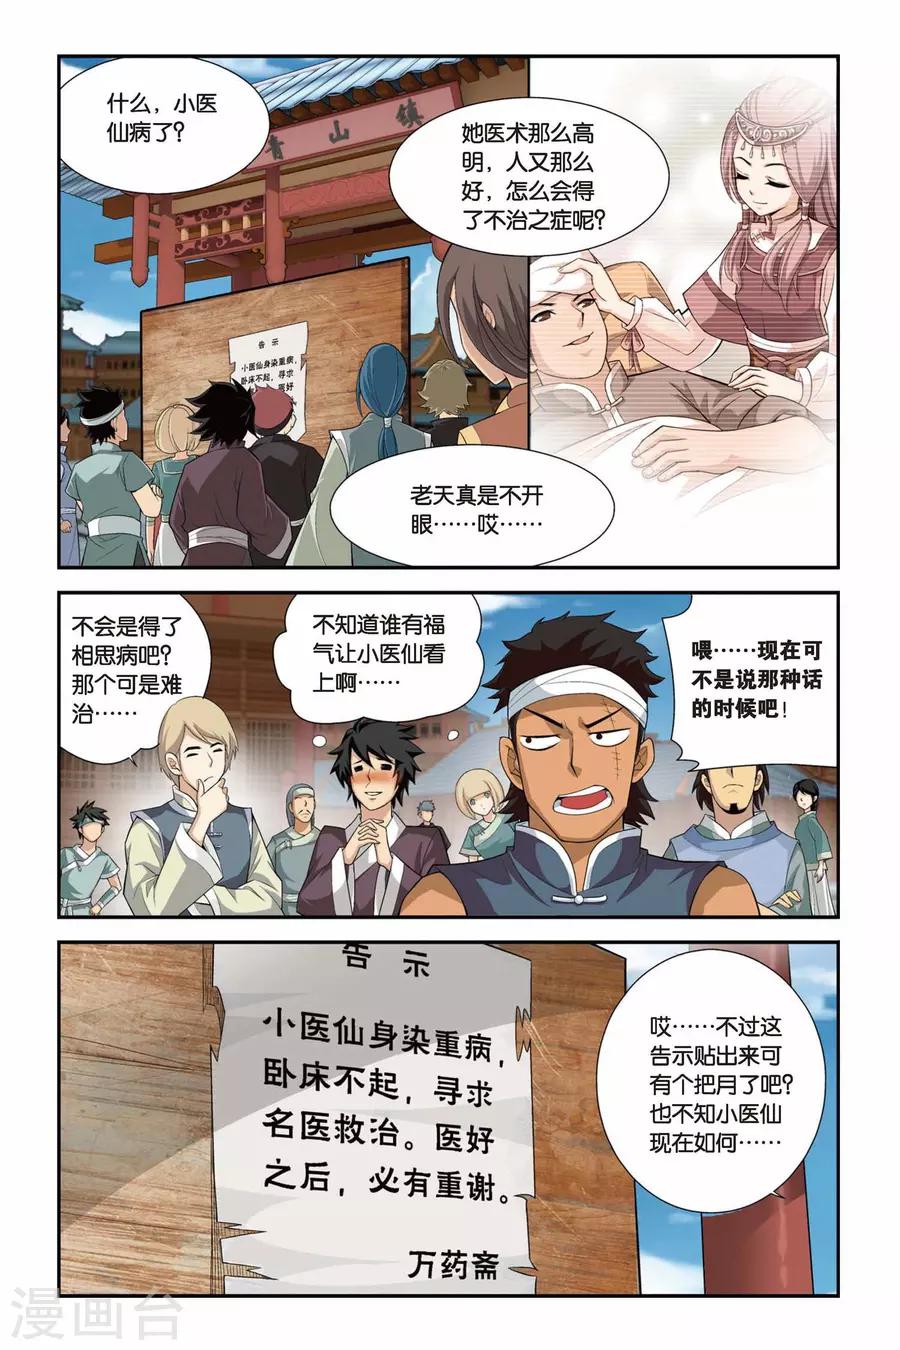 什么，小医
仙病了？
青山镇
她医术那么高
明，人又那么
好，怎么会得
了不治之症呢？
告示
小医仙身染重病，
卧床不起，寻求
医好
老天真是不开
眼……哎……
不会是得了
相思病吧？
那个可是难
治……
不知道谁有福
气让小医仙看
上啊……
喂……现在可
不是说那种话
的时候吧！
告示
小医仙身染重病，
卧床不起，寻求
名医救治。医好
之后，必有重谢。
万药斋
哎……不过这
告示贴出来可
有个把月了吧？
也不知小医仙
现在如何……
漫画台